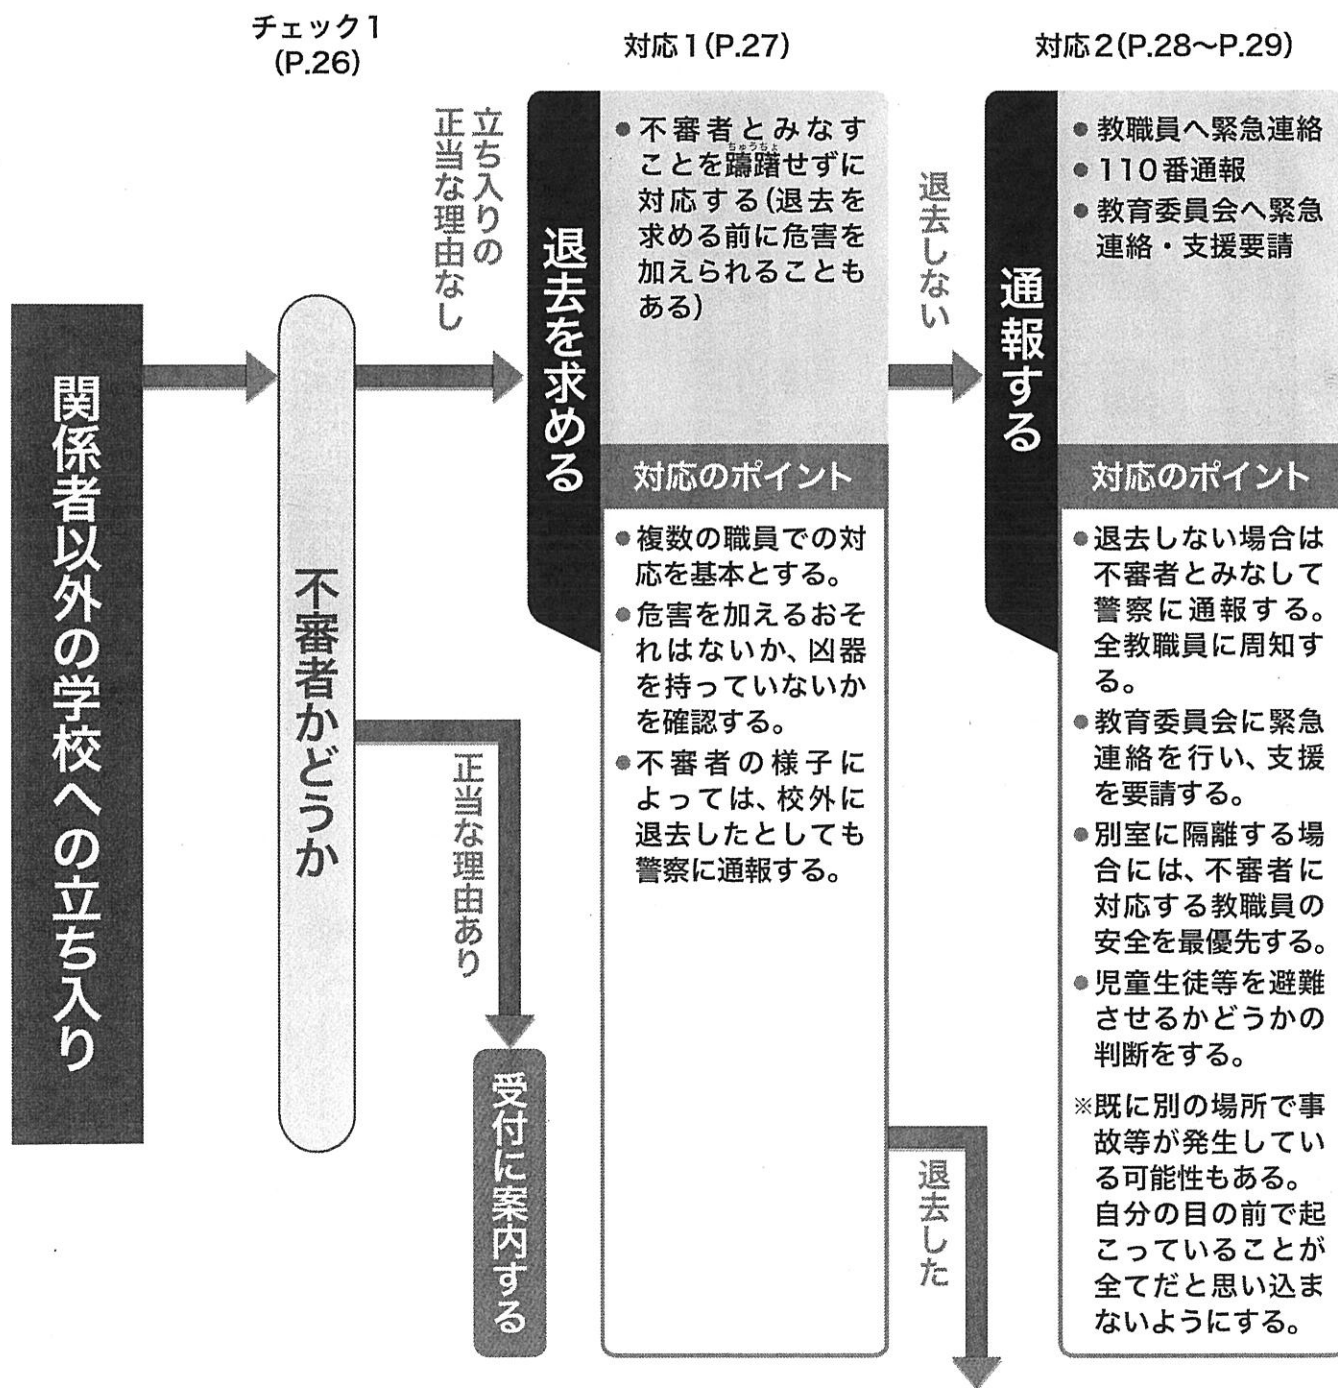 チェック1
(P.26)
対応1(P.27)
対応2(P.28～P.29)
関係者以外の学校への立ち入り
不審者かどうか
立ち入りの
正当な理由なし
正当な理由あり
受付に案内する
退去を求める
●不審者とみなす
ことを躊躇せずに
ちゅうちょ
対応する(退去を
求める前に危害を
加えられることも
ある)
対応のポイント
●複数の職員での対
応を基本とする。
●危害を加えるおそ
れはないか、凶器
を持っていないか
を確認する。
●不審者の様子に
よっては、校外に
退去したとしても
警察に通報する。
退去しない
退去した
通報する
●教職員へ緊急連絡
●110番通報
●教育委員会へ緊急
連絡・支援要請
対応のポイント
●退去しない場合は
不審者とみなして
警察に通報する。
全教職員に周知す
る。
●教育委員会に緊急
連絡を行い、支援
を要請する。
●別室に隔離する場
合には、不審者に
対応する教職員の
安全を最優先する。
●児童生徒等を避難
させるかどうかの
判断をする。
※既に別の場所で事
故等が発生してい
る可能性もある。
自分の目の前で起
こっていることが
全てだと思い込ま
ないようにする。